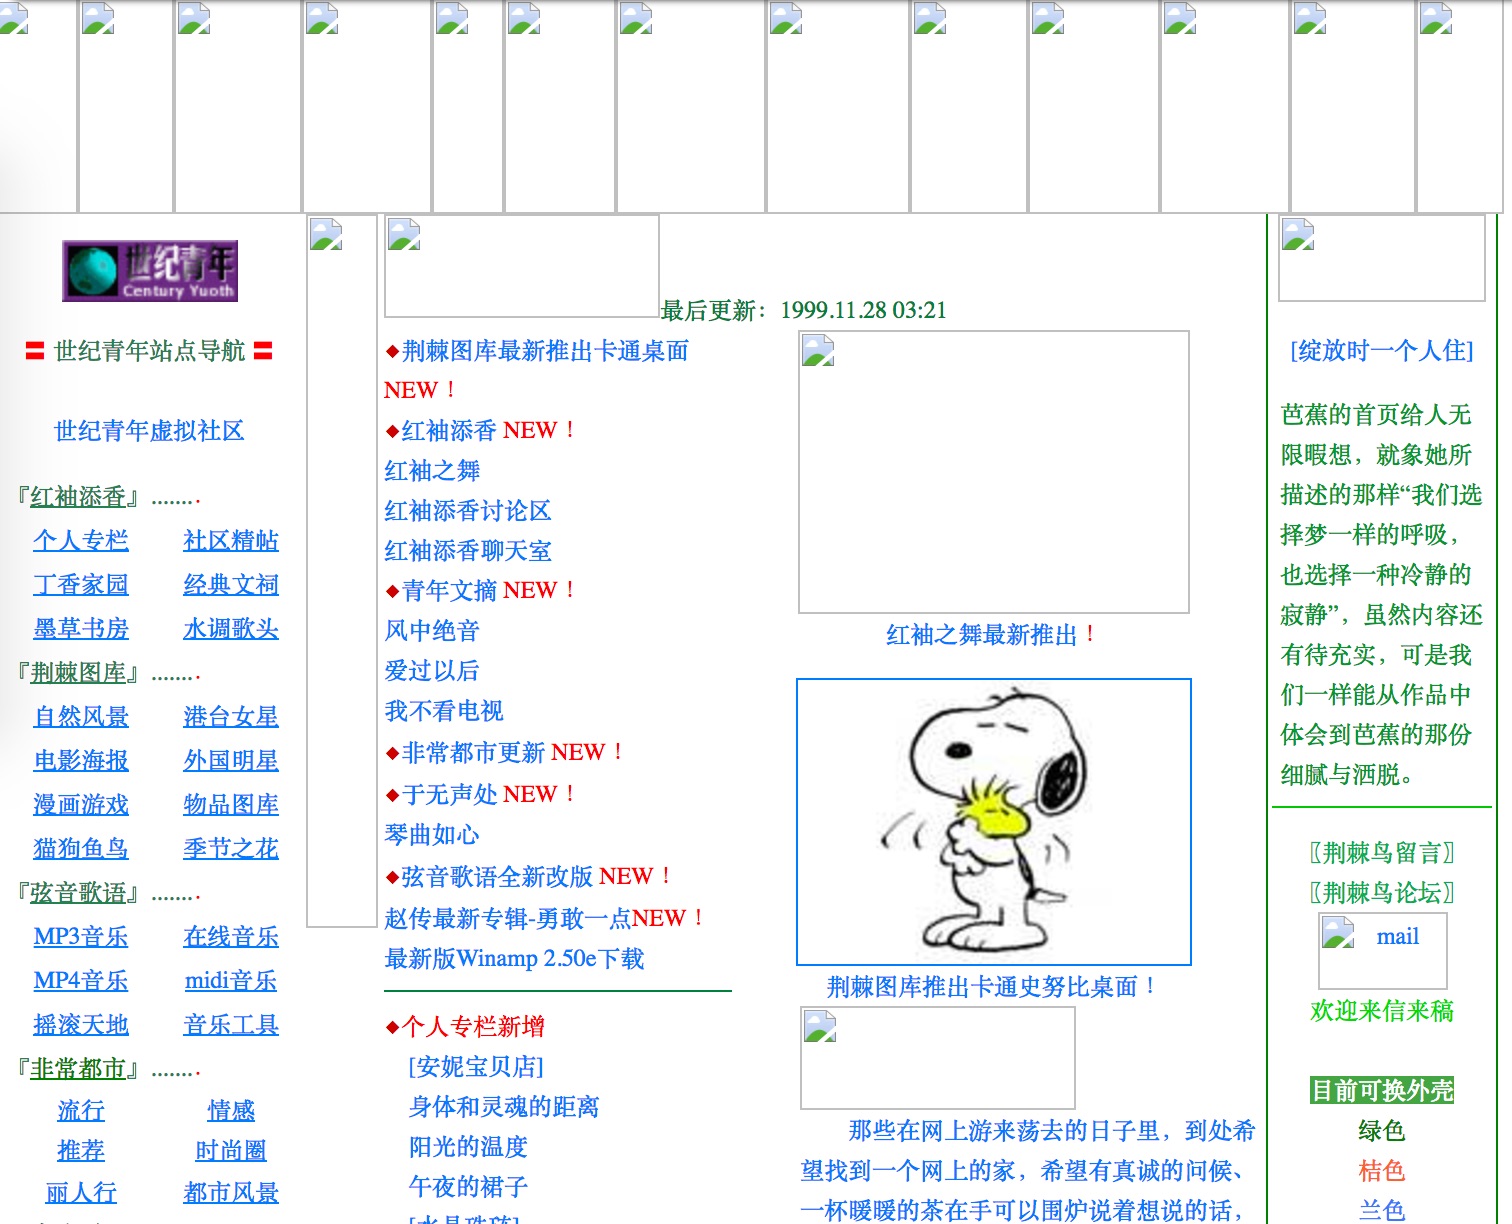 世纪青年
Century Yuoth
〓 世纪青年站点导航 〓
世纪青年虚拟社区
『红袖添香』.......
个人专栏 社区精帖
丁香家园 经典文祠
墨草书房 水调歌头
『荆棘图库』.......
自然风景 港台女星
电影海报 外国明星
漫画游戏 物品图库
猫狗鱼鸟 季节之花
『弦音歌语』.......
MP3音乐 在线音乐
MP4音乐 midi音乐
摇滚天地 音乐工具
『非常都市』.......
流行 情感
推荐 时尚圈
丽人行 都市风景
最后更新：1999.11.28 03:21
◆荆棘图库最新推出卡通桌面
NEW！
◆红袖添香 NEW！
红袖之舞
红袖添香讨论区
红袖添香聊天室
◆青年文摘 NEW！
风中绝音
爱过以后
我不看电视
◆非常都市更新 NEW！
◆于无声处 NEW！
琴曲如心
◆弦音歌语全新改版 NEW！
赵传最新专辑-勇敢一点NEW！
最新版Winamp 2.50e下载
◆个人专栏新增
[安妮宝贝店]
身体和灵魂的距离
阳光的温度
午夜的裙子
红袖之舞最新推出！
荆棘图库推出卡通史努比桌面！
那些在网上游来荡去的日子里，到处希
望找到一个网上的家，希望有真诚的问候、
一杯暖暖的茶在手可以围炉说着想说的话，
[绽放时一个人住]
芭蕉的首页给人无
限暇想，就象她所
描述的那样“我们选
择梦一样的呼吸，
也选择一种冷静的
寂静”，虽然内容还
有待充实，可是我
们一样能从作品中
体会到芭蕉的那份
细腻与洒脱。
〖荆棘鸟留言〗
〖荆棘鸟论坛〗
mail
欢迎来信来稿
目前可换外壳
绿色
桔色
兰色